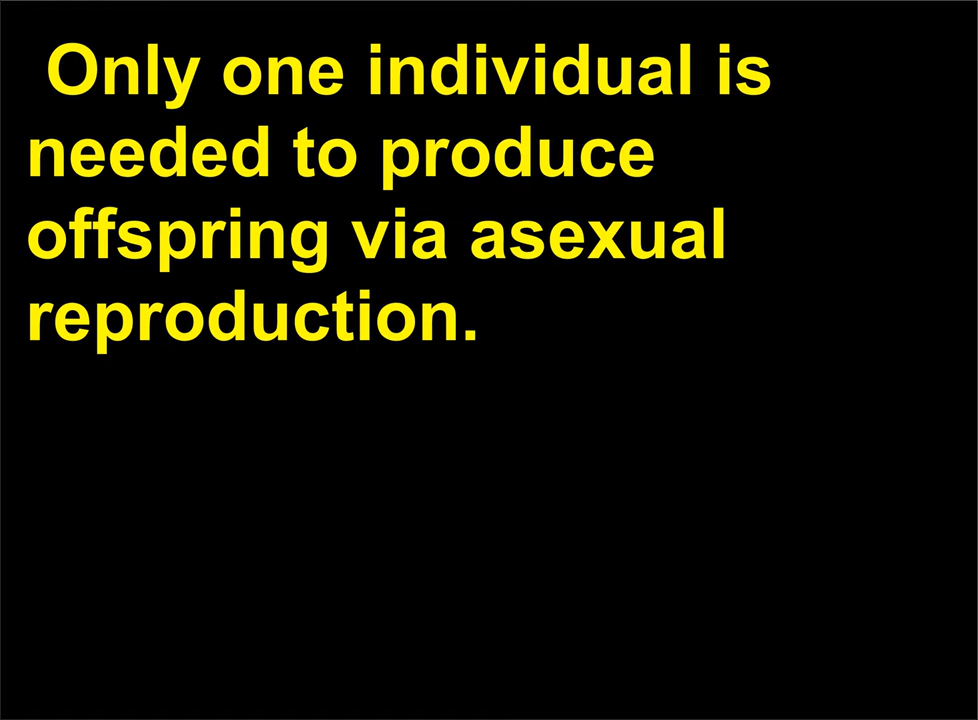 Only one individual is
needed to produce
offspring via asexual
reproduction.